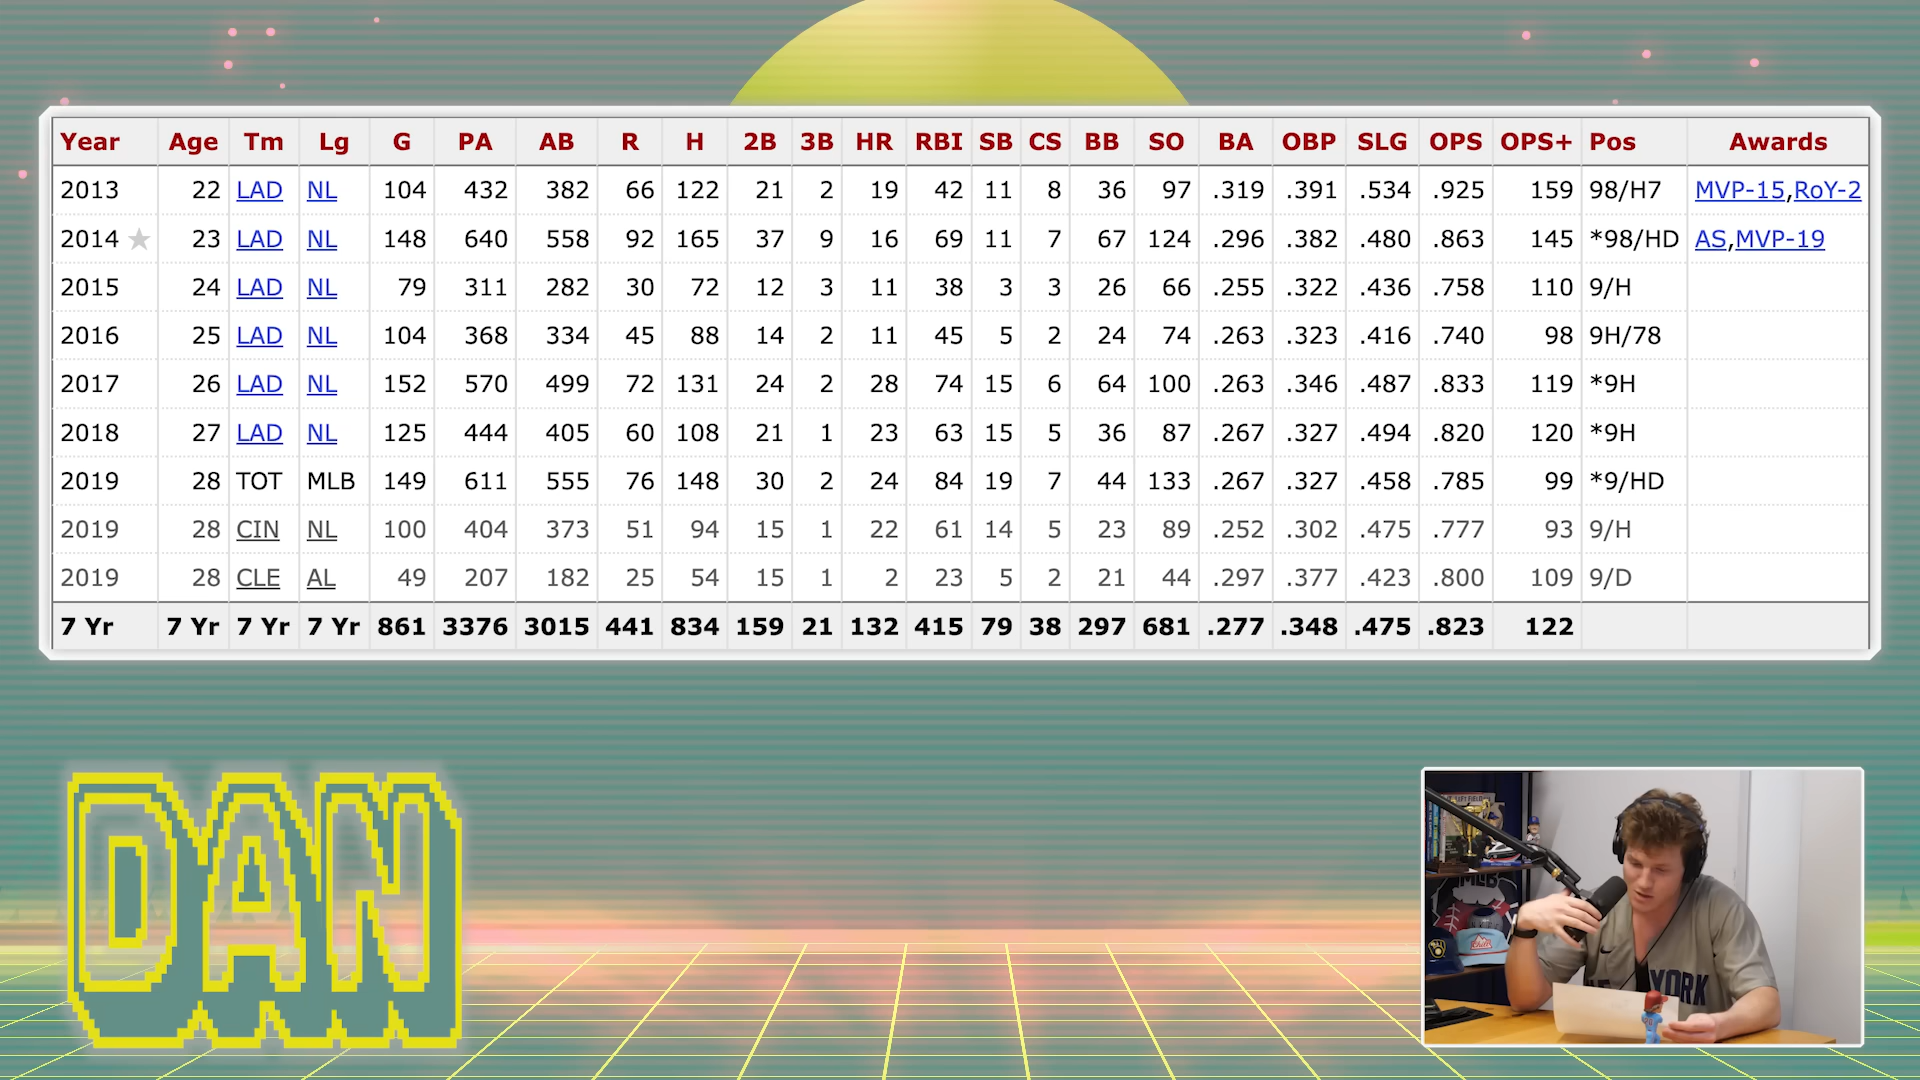 Year Age Tm Lg G PA AB R H 2B 3B HR RBI SB CS BB SO BA OBP SLG OPS OPS+ Pos Awards
2013 22 LAD NL 104 432 382 66 122 21 2 19 42 11 8 36 97 .319 .391 .534 .925 159 98/H7 MVP-15,RoY-2
2014 ★ 23 LAD NL 148 640 558 92 165 37 9 16 69 11 7 67 124 .296 .382 .480 .863 145 *98/HD AS,MVP-19
2015 24 LAD NL 79 311 282 30 72 12 3 11 38 3 3 26 66 .255 .322 .436 .758 110 9/H
2016 25 LAD NL 104 368 334 45 88 14 2 11 45 5 2 24 74 .263 .323 .416 .740 98 9H/78
2017 26 LAD NL 152 570 499 72 131 24 2 28 74 15 6 64 100 .263 .346 .487 .833 119 *9H
2018 27 LAD NL 125 444 405 60 108 21 1 23 63 15 5 36 87 .267 .327 .494 .820 120 *9H
2019 28 TOT MLB 149 611 555 76 148 30 2 24 84 19 7 44 133 .267 .327 .458 .785 99 *9/HD
2019 28 CIN NL 100 404 373 51 94 15 1 22 61 14 5 23 89 .252 .302 .475 .777 93 9/H
2019 28 CLE AL 49 207 182 25 54 15 1 2 23 5 2 21 44 .297 .377 .423 .800 109 9/D
7 Yr 7 Yr 7 Yr 7 Yr 861 3376 3015 441 834 159 21 132 415 79 38 297 681 .277 .348 .475 .823 122
DAN
MLB
YORK